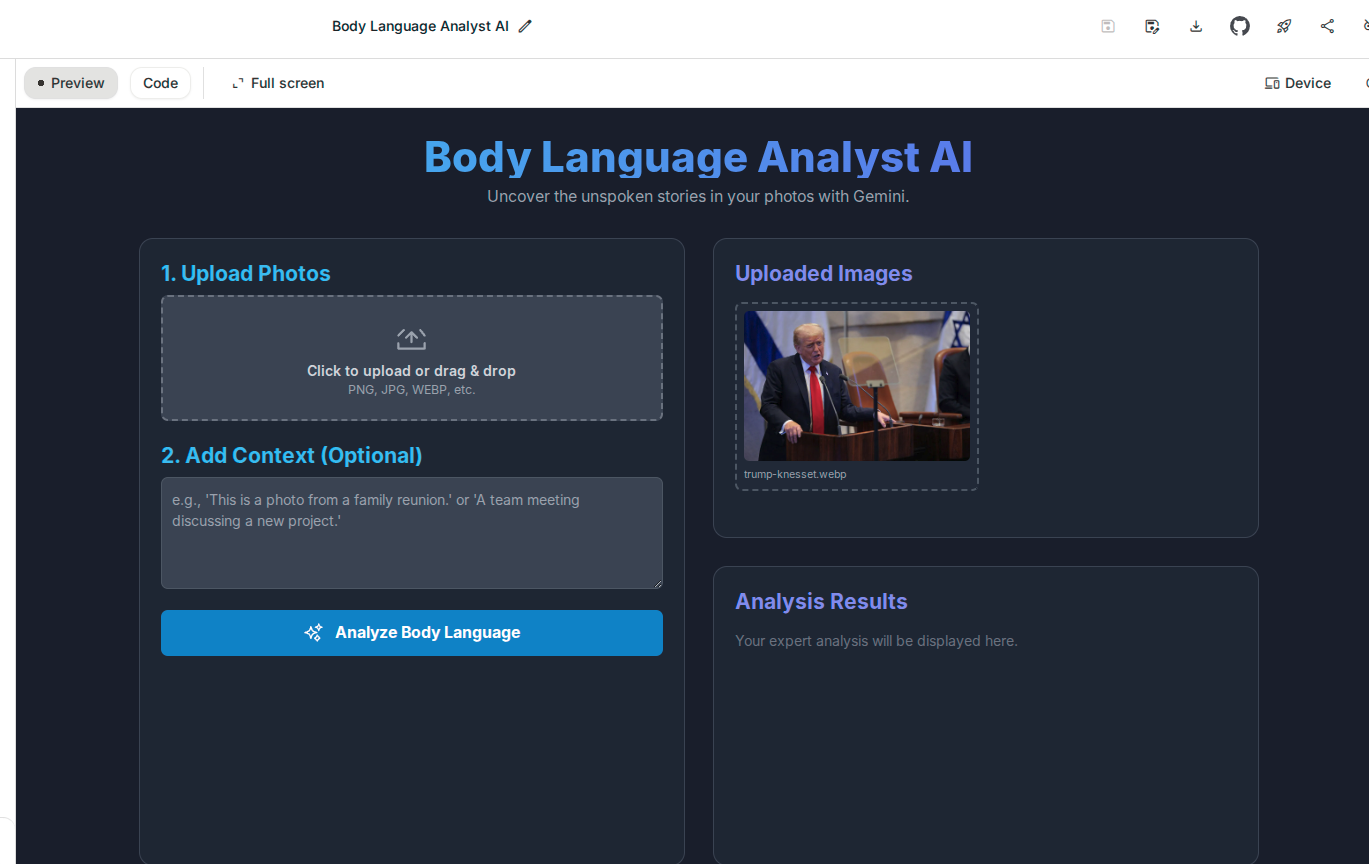 Body Language Analyst AI
Preview
Code
Full screen
Device
Body Language Analyst AI
Uncover the unspoken stories in your photos with Gemini.
1. Upload Photos
Click to upload or drag & drop
PNG, JPG, WEBP, etc.
2. Add Context (Optional)
e.g., 'This is a photo from a family reunion.' or 'A team meeting
discussing a new project.'
Analyze Body Language
Uploaded Images
trump-knesset.webp
Analysis Results
Your expert analysis will be displayed here.